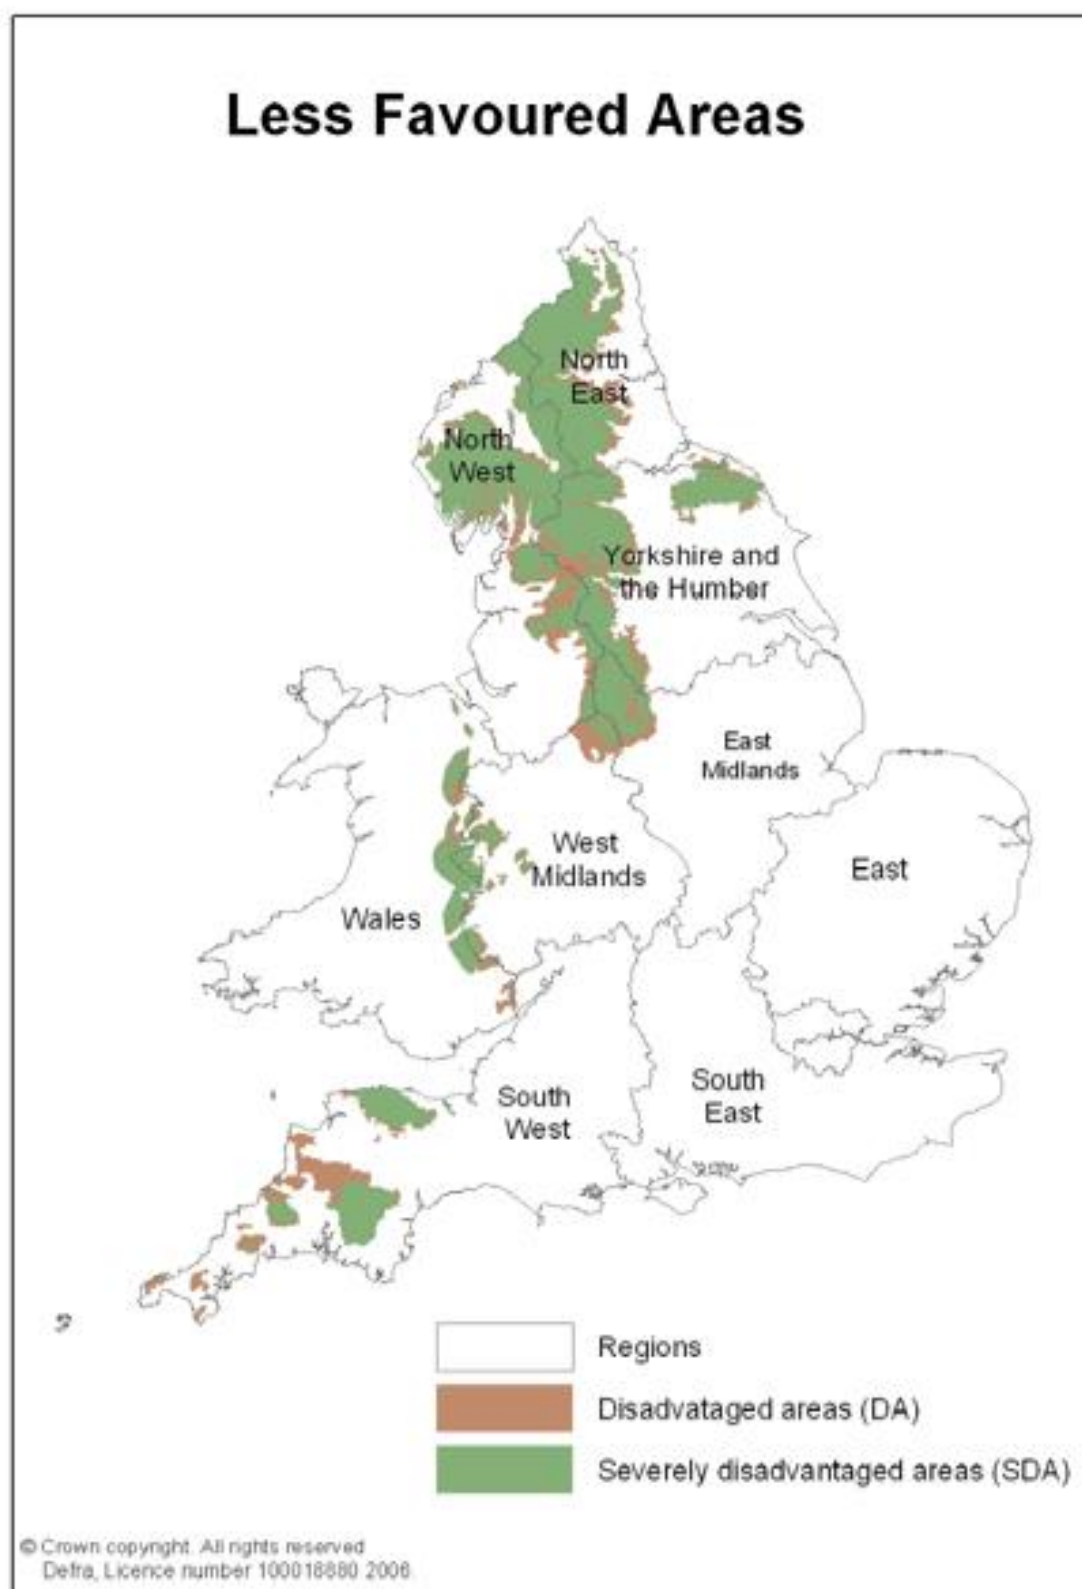 Less Favoured Areas
North
East
North
West
Yorkshire and
the Humber
East
Midlands
West
Midlands
East
Wales
South
West
South
East
Regions
Disadvataged areas (DA)
Severely disadvantaged areas (SDA)
© Crown copyright. All rights reserved
Defra, Licence number 100018880 2006